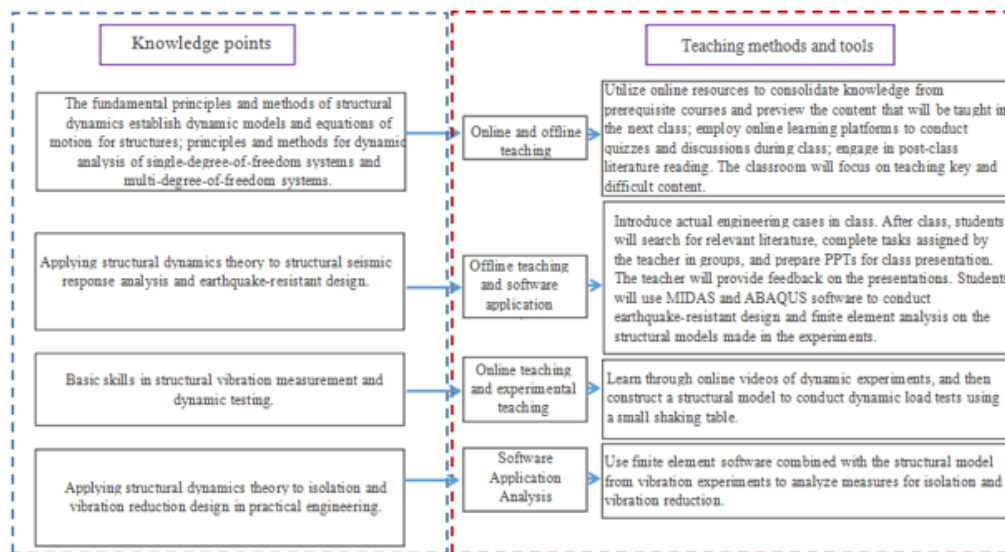 Knowledge points
Teaching methods and tools
The fundamental principles and methods of structural
dynamics establish dynamic models and equations of
motion for structures; principles and methods for dynamic
analysis of single-degree-of-freedom systems and
multi-degree-of-freedom systems.
Online and offline
teaching
Utilize online resources to consolidate knowledge from
prerequisite courses and preview the content that will be taught in
the next class; employ online learning platforms to conduct
quizzes and discussions during class; engage in post-class
literature reading. The classroom will focus on teaching key and
difficult content.
Applying structural dynamics theory to structural seismic
response analysis and earthquake-resistant design.
Offline teaching
and software
application
Introduce actual engineering cases in class. After class, students
will search for relevant literature, complete tasks assigned by
the teacher in groups, and prepare PPTs for class presentation.
The teacher will provide feedback on the presentations. Students
will use MIDAS and ABAQUS software to conduct
earthquake-resistant design and finite element analysis on the
structural models made in the experiments.
Basic skills in structural vibration measurement and
dynamic testing.
Online teaching
and experimental
teaching
Learn through online videos of dynamic experiments, and then
construct a structural model to conduct dynamic load tests using
a small shaking table.
Applying structural dynamics theory to isolation and
vibration reduction design in practical engineering.
Software
Application
Analysis
Use finite element software combined with the structural model
from vibration experiments to analyze measures for isolation and
vibration reduction.